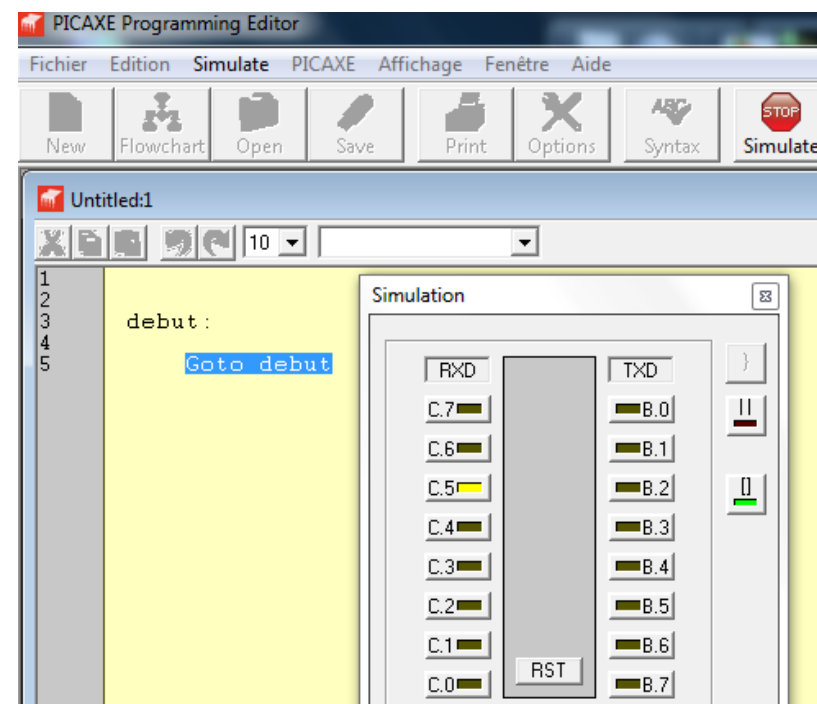 PICAXE Programming Editor
Fichier Edition Simulate PICAXE Affichage Fenêtre Aide
New Flowchart Open Save Print Options ABC Syntax STOP Simulate
Untitled:1
10
1
2
3 debut:
4
5 Goto debut
Simulation
RXD TXD }
C.7 B.0 ||
C.6 B.1
C.5 B.2 []
C.4 B.3
C.3 B.4
C.2 B.5
C.1 B.6
RST
C.0 B.7